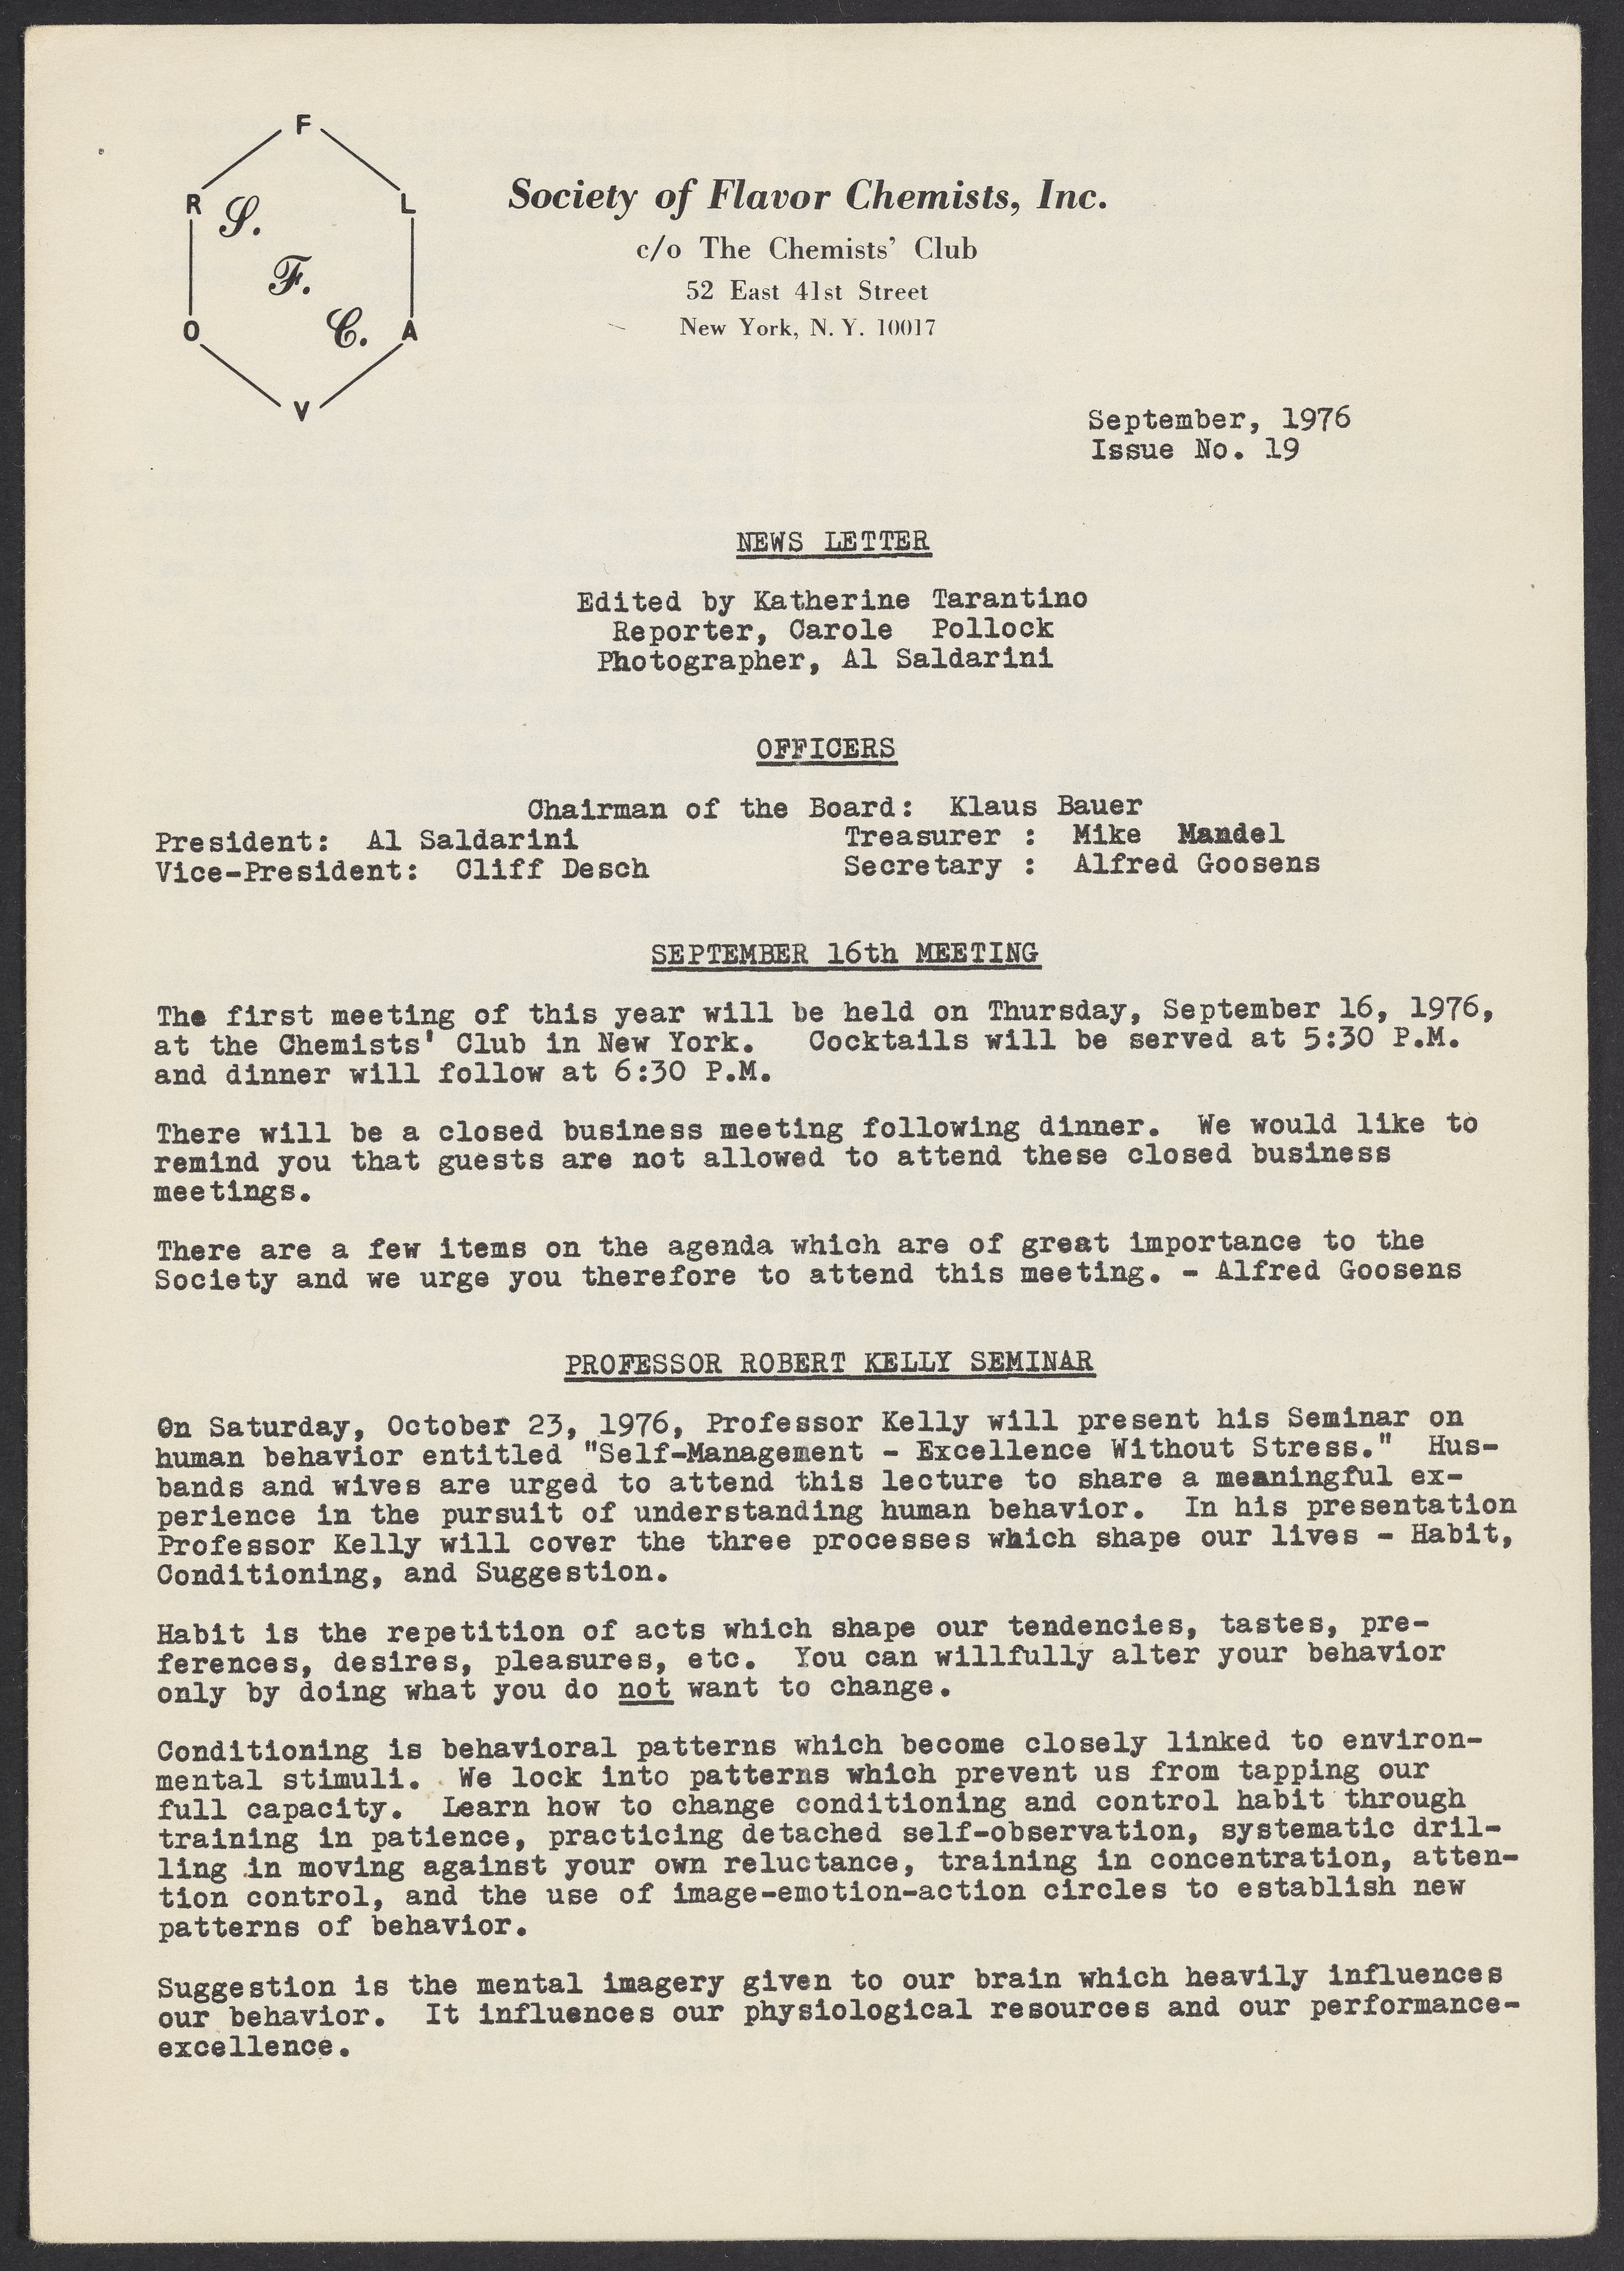 F
R L
S.
F.
C.
O A
V
Society of Flavor Chemists, Inc.
c/o The Chemists' Club
52 East 41st Street
New York, N. Y. 10017
September, 1976
Issue No. 19
NEWS LETTER
Edited by Katherine Tarantino
Reporter, Carole Pollock
Photographer, Al Saldarini
OFFICERS
Chairman of the Board: Klaus Bauer
President: Al Saldarini Treasurer : Mike Mandel
Vice-President: Cliff Desch Secretary : Alfred Goosens
SEPTEMBER 16th MEETING
The first meeting of this year will be held on Thursday, September 16, 1976,
at the Chemists' Club in New York. Cocktails will be served at 5:30 P.M.
and dinner will follow at 6:30 P.M.
There will be a closed business meeting following dinner. We would like to
remind you that guests are not allowed to attend these closed business
meetings.
There are a few items on the agenda which are of great importance to the
Society and we urge you therefore to attend this meeting. - Alfred Goosens
PROFESSOR ROBERT KELLY SEMINAR
On Saturday, October 23, 1976, Professor Kelly will present his Seminar on
human behavior entitled "Self-Management - Excellence Without Stress." Hus-
bands and wives are urged to attend this lecture to share a meaningful ex-
perience in the pursuit of understanding human behavior. In his presentation
Professor Kelly will cover the three processes which shape our lives - Habit,
Conditioning, and Suggestion.
Habit is the repetition of acts which shape our tendencies, tastes, pre-
ferences, desires, pleasures, etc. You can willfully alter your behavior
only by doing what you do not want to change.
Conditioning is behavioral patterns which become closely linked to environ-
mental stimuli. We lock into patterns which prevent us from tapping our
full capacity. Learn how to change conditioning and control habit through
training in patience, practicing detached self-observation, systematic dril-
ling in moving against your own reluctance, training in concentration, atten-
tion control, and the use of image-emotion-action circles to establish new
patterns of behavior.
Suggestion is the mental imagery given to our brain which heavily influences
our behavior. It influences our physiological resources and our performance-
excellence.